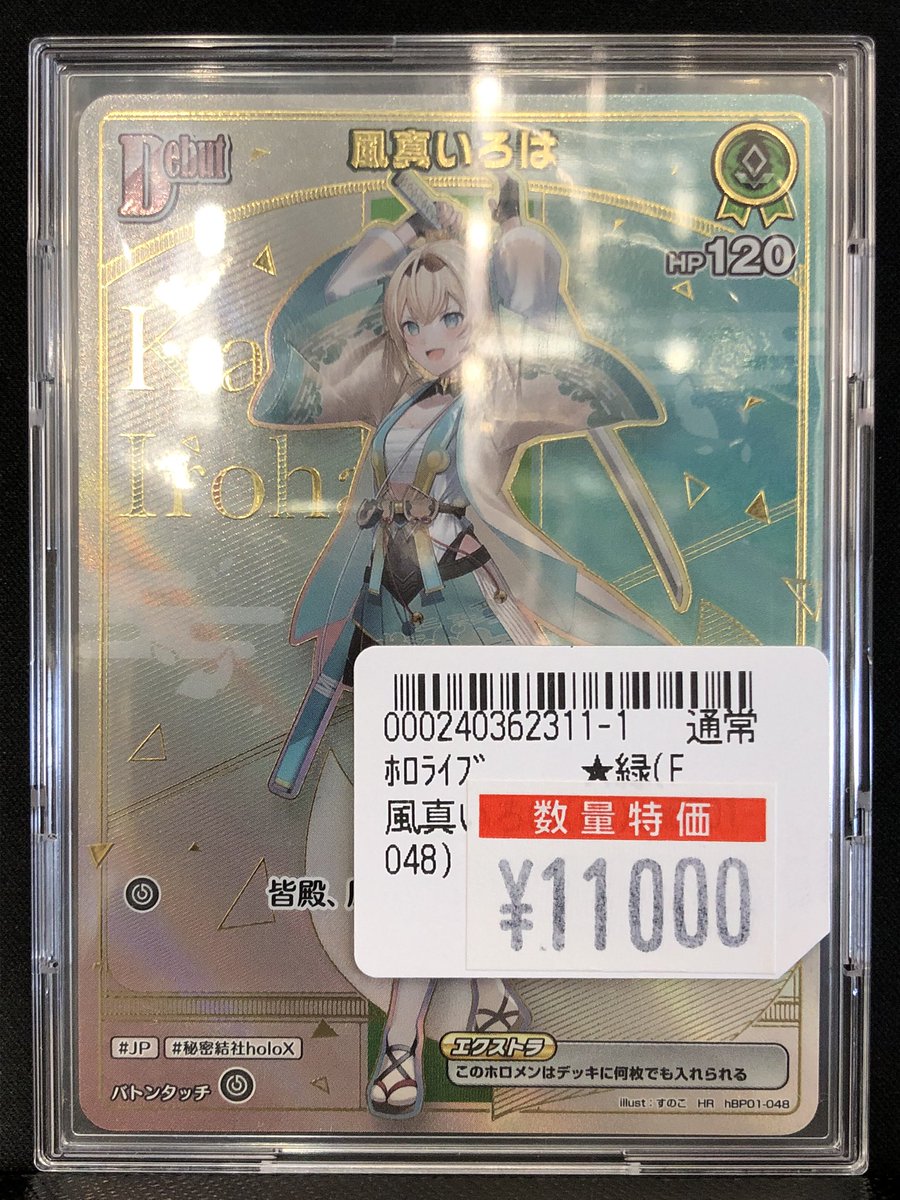 Debut
風真いろは
HP120
Iroha
000240362311-1 通常
ﾎﾛﾗｲﾌﾞ ★緑(F
風真い
048)
数量特価
¥11000
皆殿、
#JP #秘密結社holoX
バトンタッチ
エクストラ
このホロメンはデッキに何枚でも入れられる
illust：すのこ HR hBP01-048